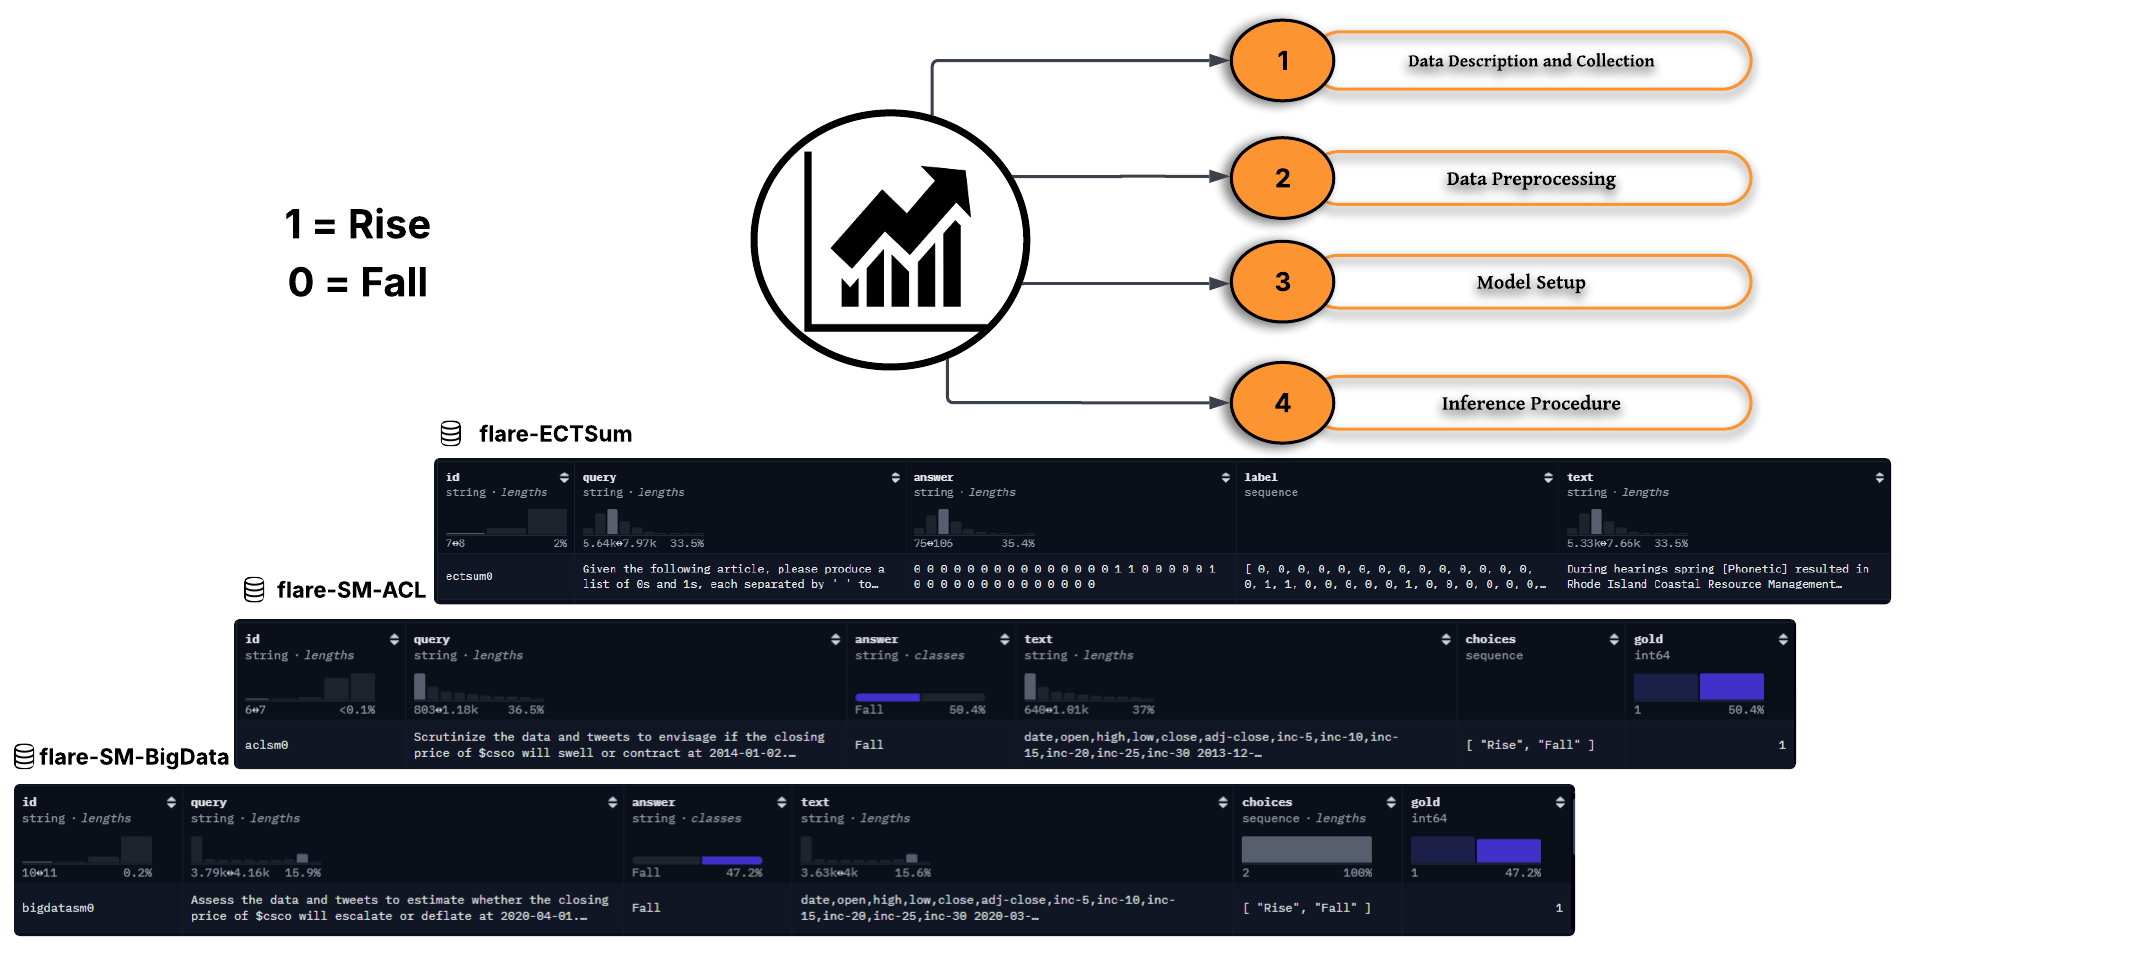 1
Data Description and Collection
2
Data Preprocessing
1 = Rise
0 = Fall
3
Model Setup
4
Inference Procedure
flare-ECTSum
id
string · lengths
7↔8 2%
query
string · lengths
5.64k↔7.97k 33.5%
answer
string · lengths
75↔106 35.4%
label
sequence
text
string · lengths
5.33k↔7.66k 33.5%
ectsum0
Given the following article, please produce a
list of 0s and 1s, each separated by ' ' to…
0 0 0 0 0 0 0 0 0 0 0 0 0 0 0 1 1 0 0 0 0 0 1
0 0 0 0 0 0 0 0 0 0 0 0 0 0
[ 0, 0, 0, 0, 0, 0, 0, 0, 0, 0, 0, 0, 0, 0,
0, 1, 1, 0, 0, 0, 0, 0, 1, 0, 0, 0, 0, 0, 0,…
During hearings spring [Phonetic] resulted in
Rhode Island Coastal Resource Management…
flare-SM-ACL
id
string · lengths
6↔7 <0.1%
query
string · lengths
803↔1.18k 36.5%
answer
string · classes
Fall 50.4%
text
string · lengths
640↔1.01k 37%
choices
sequence
gold
int64
1 50.4%
aclsm0
Scrutinize the data and tweets to envisage if the closing
price of $csco will swell or contract at 2014-01-02.…
Fall
date,open,high,low,close,adj-close,inc-5,inc-10,inc-
15,inc-20,inc-25,inc-30 2013-12-…
[ "Rise", "Fall" ]
1
flare-SM-BigData
id
string · lengths
10↔11 0.2%
query
string · lengths
3.79k↔4.16k 15.9%
answer
string · classes
Fall 47.2%
text
string · lengths
3.63k↔4k 15.6%
choices
sequence · lengths
2 100%
gold
int64
1 47.2%
bigdatasm0
Assess the data and tweets to estimate whether the closing
price of $csco will escalate or deflate at 2020-04-01.…
Fall
date,open,high,low,close,adj-close,inc-5,inc-10,inc-
15,inc-20,inc-25,inc-30 2020-03-…
[ "Rise", "Fall" ]
1